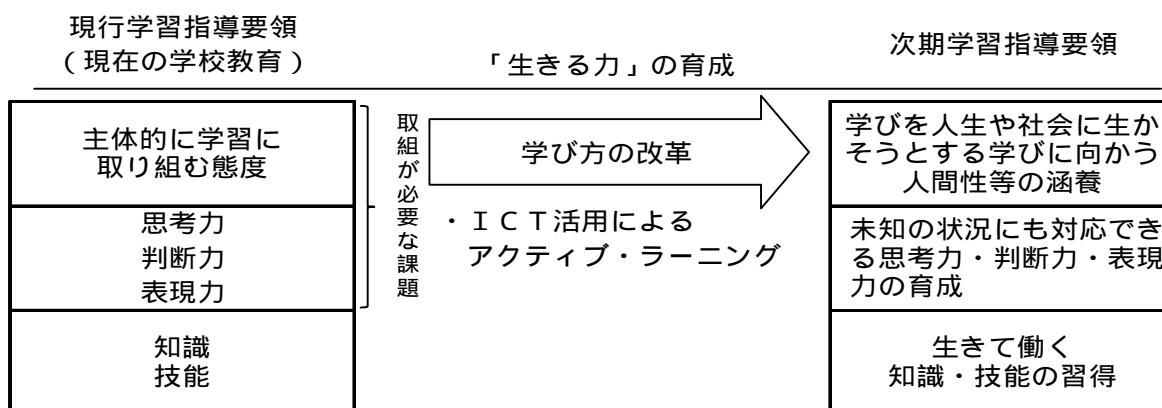 現行学習指導要領
(現在の学校教育)
「生きる力」の育成
次期学習指導要領
主体的に学習に
取り組む態度
思考力
判断力
表現力
知識
技能
取組が必要な課題
学び方の改革
・ICT活用による
アクティブ・ラーニング
学びを人生や社会に生か
そうとする学びに向かう
人間性等の涵養
未知の状況にも対応でき
る思考力・判断力・表現
力の育成
生きて働く
知識・技能の習得